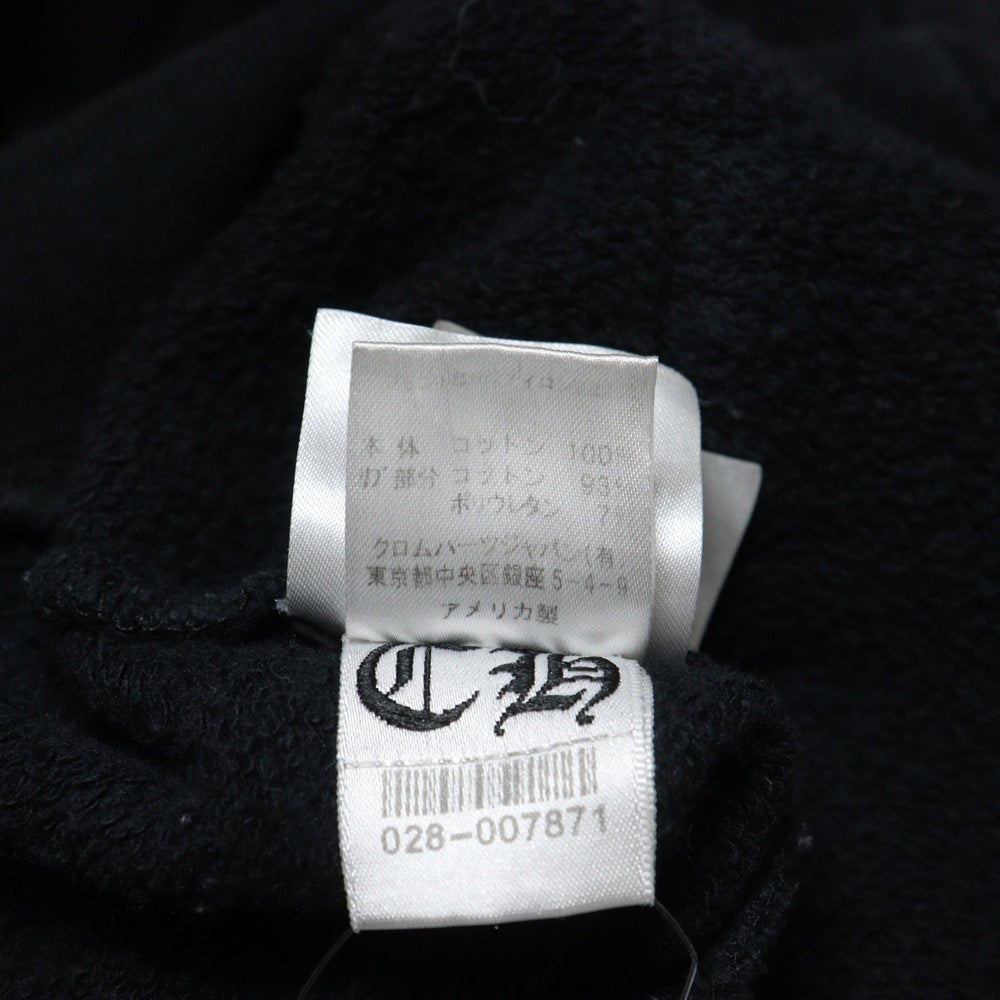 本体 コットン 100%
ﾘﾌﾞ部分 コットン 93%
ポリウレタン 7%
クロムハーツジャパン(有)
東京都中央区銀座5-4-9
アメリカ製
CH
028-007871